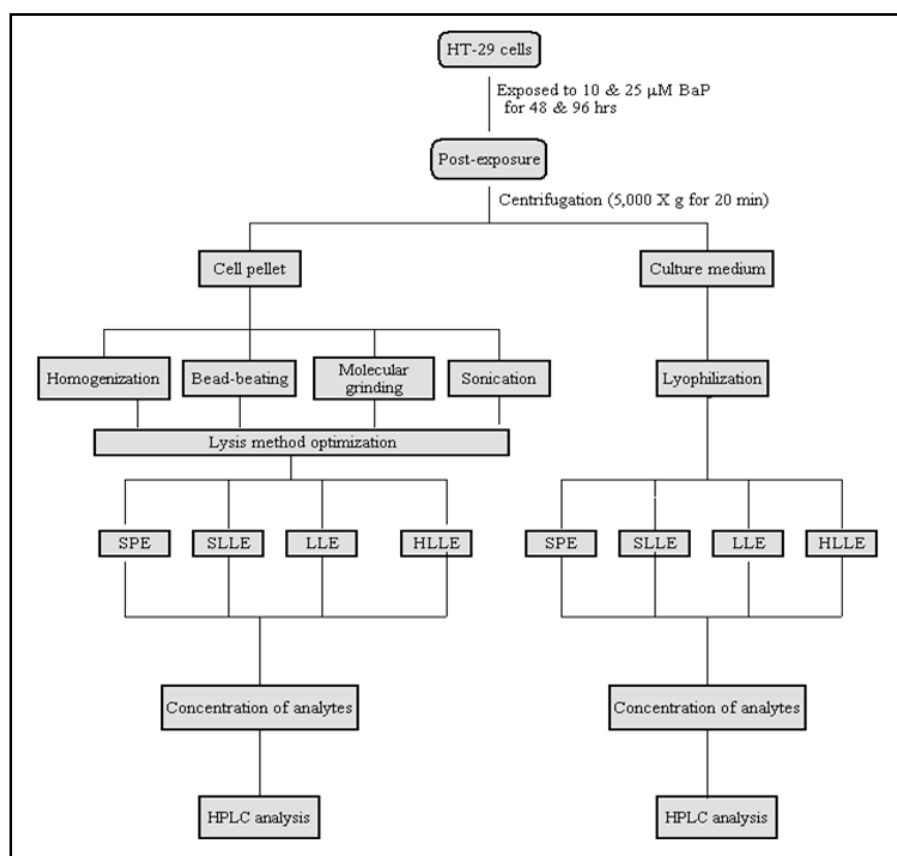 HT-29 cells
Exposed to 10 & 25 µM BaP
for 48 & 96 hrs
Post-exposure
Centrifugation (5,000 X g for 20 min)
Cell pellet
Culture medium
Homogenization
Bead-beating
Molecular
grinding
Sonication
Lyophilization
Lysis method optimization
SPE
SLLE
LLE
HLLE
SPE
SLLE
LLE
HLLE
Concentration of analytes
Concentration of analytes
HPLC analysis
HPLC analysis